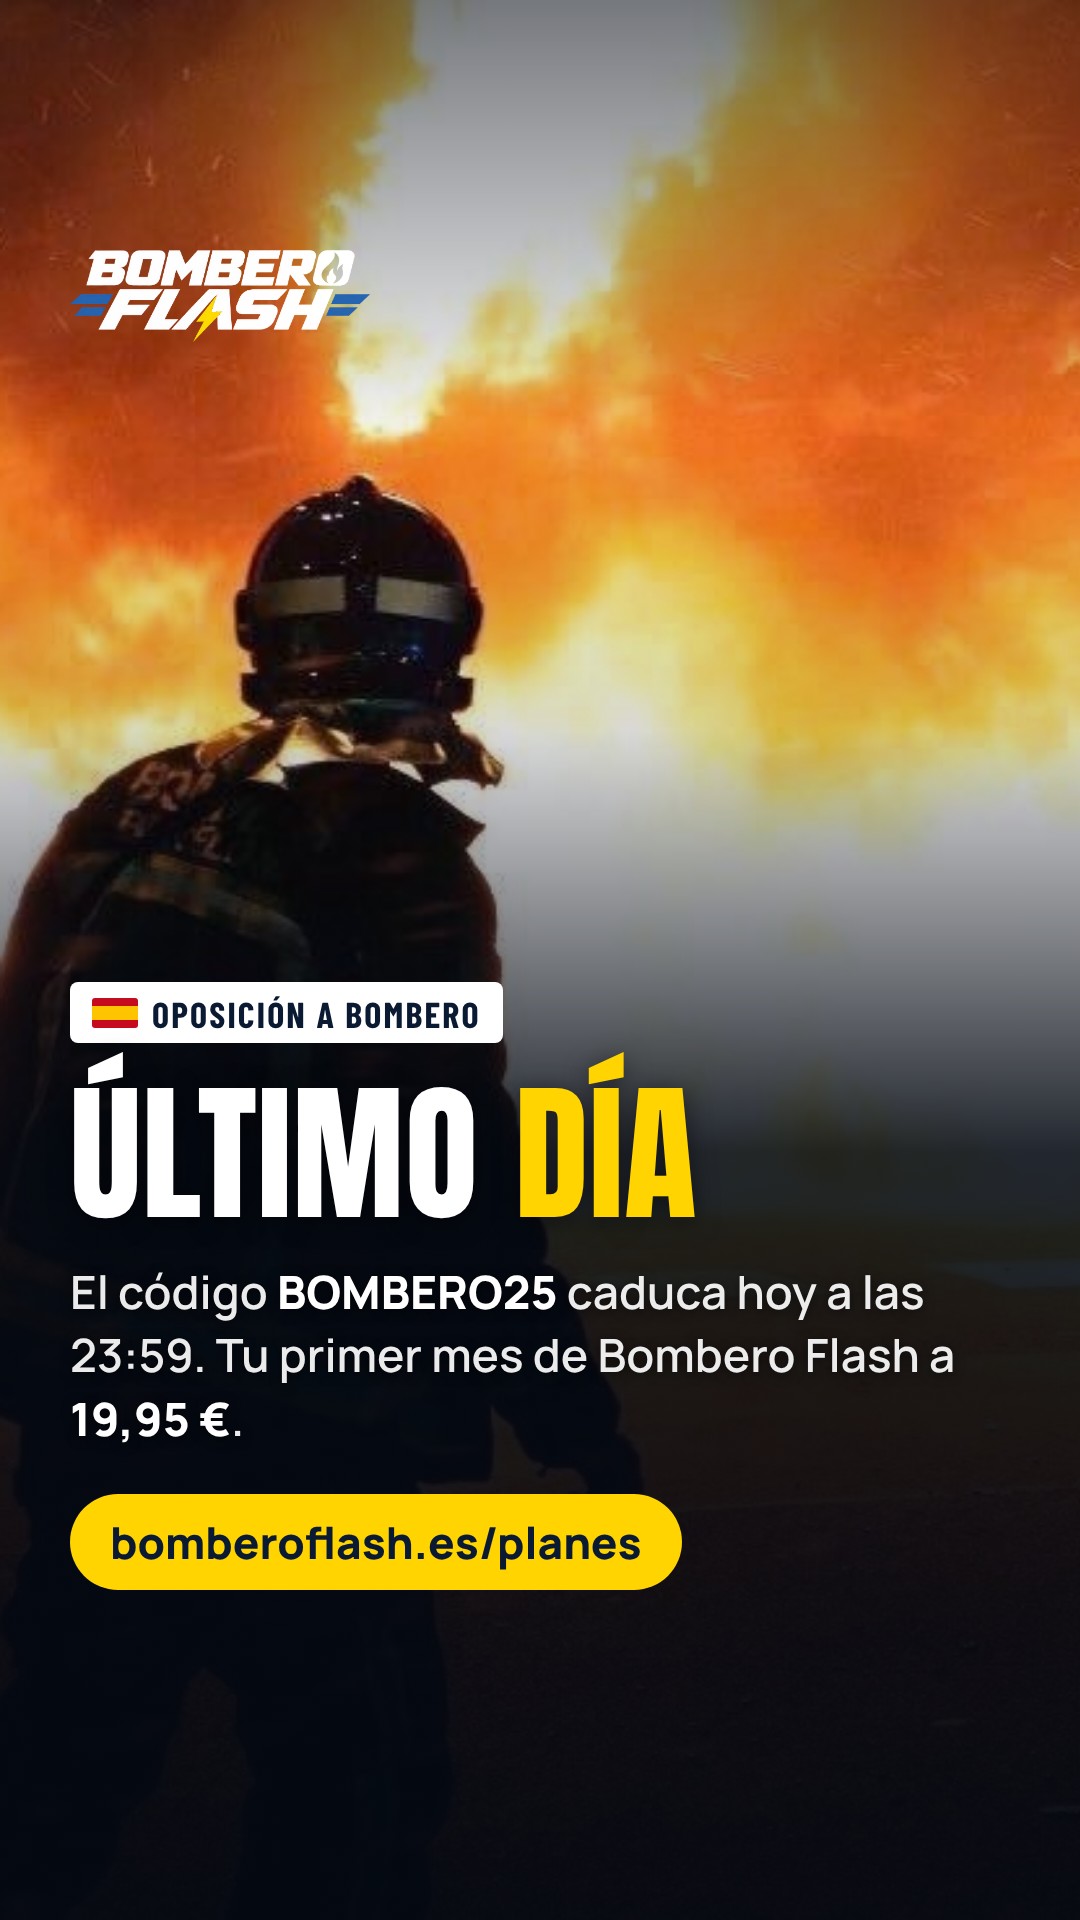 BOMBERO
FLASH
OPOSICIÓN A BOMBERO
ÚLTIMO DÍA
El código BOMBERO25 caduca hoy a las
23:59. Tu primer mes de Bombero Flash a
19,95 €.
bomberoflash.es/planes